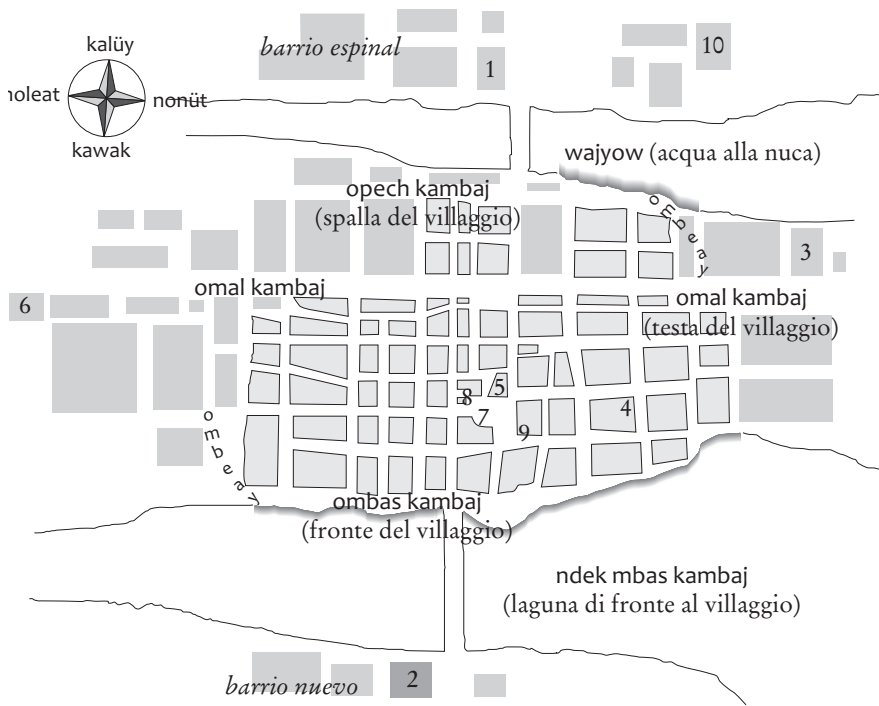 barrio espinal
1
10
kalüy
noleat
nonüt
kawak
wajyow (acqua alla nuca)
opech kambaj
(spalla del villaggio)
ombeay
3
omal kambaj
6
omal kambaj
(testa del villaggio)
5
8
7
4
9
ombeay
ombas kambaj
(fronte del villaggio)
ndek mbas kambaj
(laguna di fronte al villaggio)
barrio nuevo
2